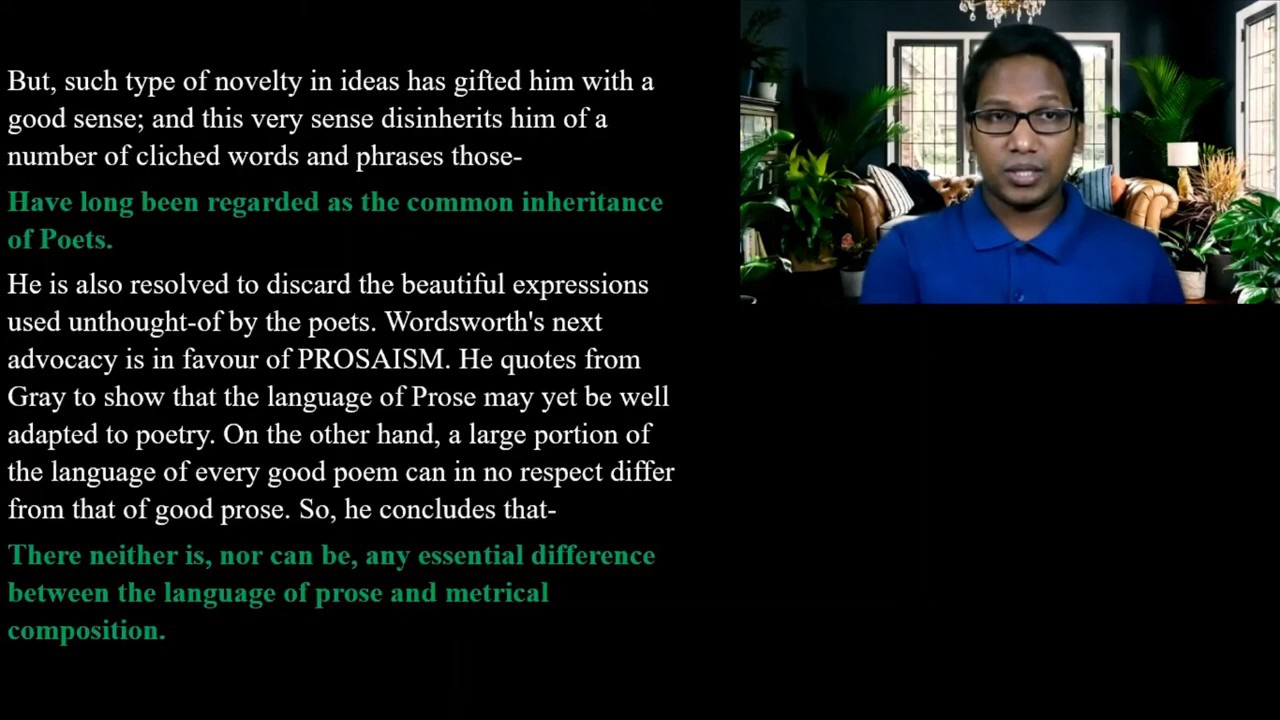 But, such type of novelty in ideas has gifted him with a
good sense; and this very sense disinherits him of a
number of cliched words and phrases those-
Have long been regarded as the common inheritance
of Poets.
He is also resolved to discard the beautiful expressions
used unthought-of by the poets. Wordsworth's next
advocacy is in favour of PROSAISM. He quotes from
Gray to show that the language of Prose may yet be well
adapted to poetry. On the other hand, a large portion of
the language of every good poem can in no respect differ
from that of good prose. So, he concludes that-
There neither is, nor can be, any essential difference
between the language of prose and metrical
composition.